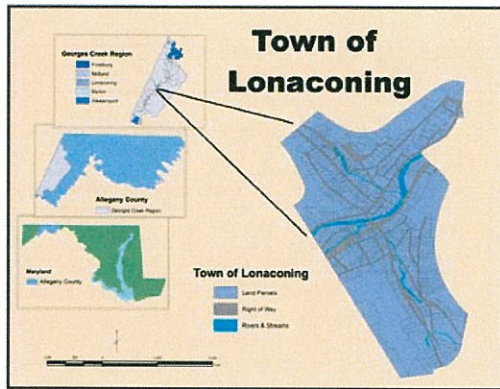 Town of
Lonaconing
Georges Creek Region
Frostburg
Midland
Lonaconing
Barton
Westernport
Allegany County
Georges Creek Region
Maryland
Allegany County
Town of Lonaconing
Land Parcels
Right of Way
Rivers & Streams